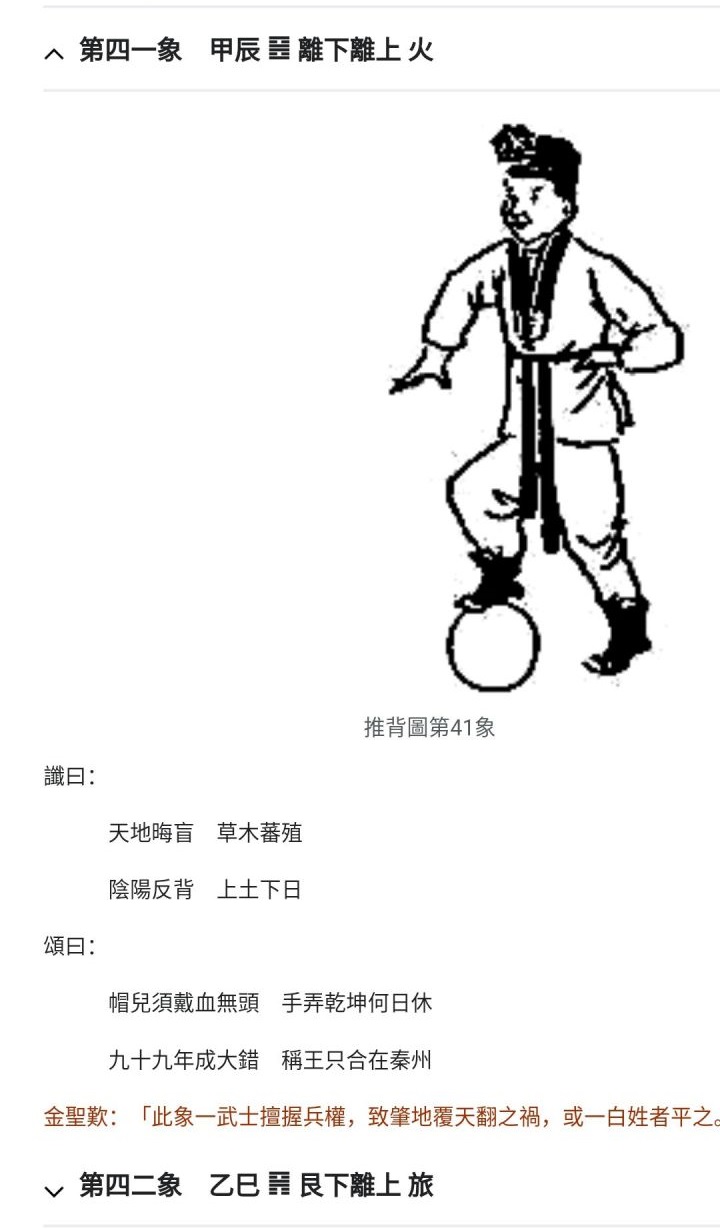 第四一象　甲辰 ䷝ 離下離上 火
推背圖第41象
讖曰：
天地晦盲　草木蕃殖
陰陽反背　上土下日
頌曰：
帽兒須戴血無頭　手弄乾坤何日休
九十九年成大錯　稱王只合在秦州
金聖歎：「此象一武士擅握兵權，致肇地覆天翻之禍，或一白姓者平之。
第四二象　乙巳 ䷷ 艮下離上 旅